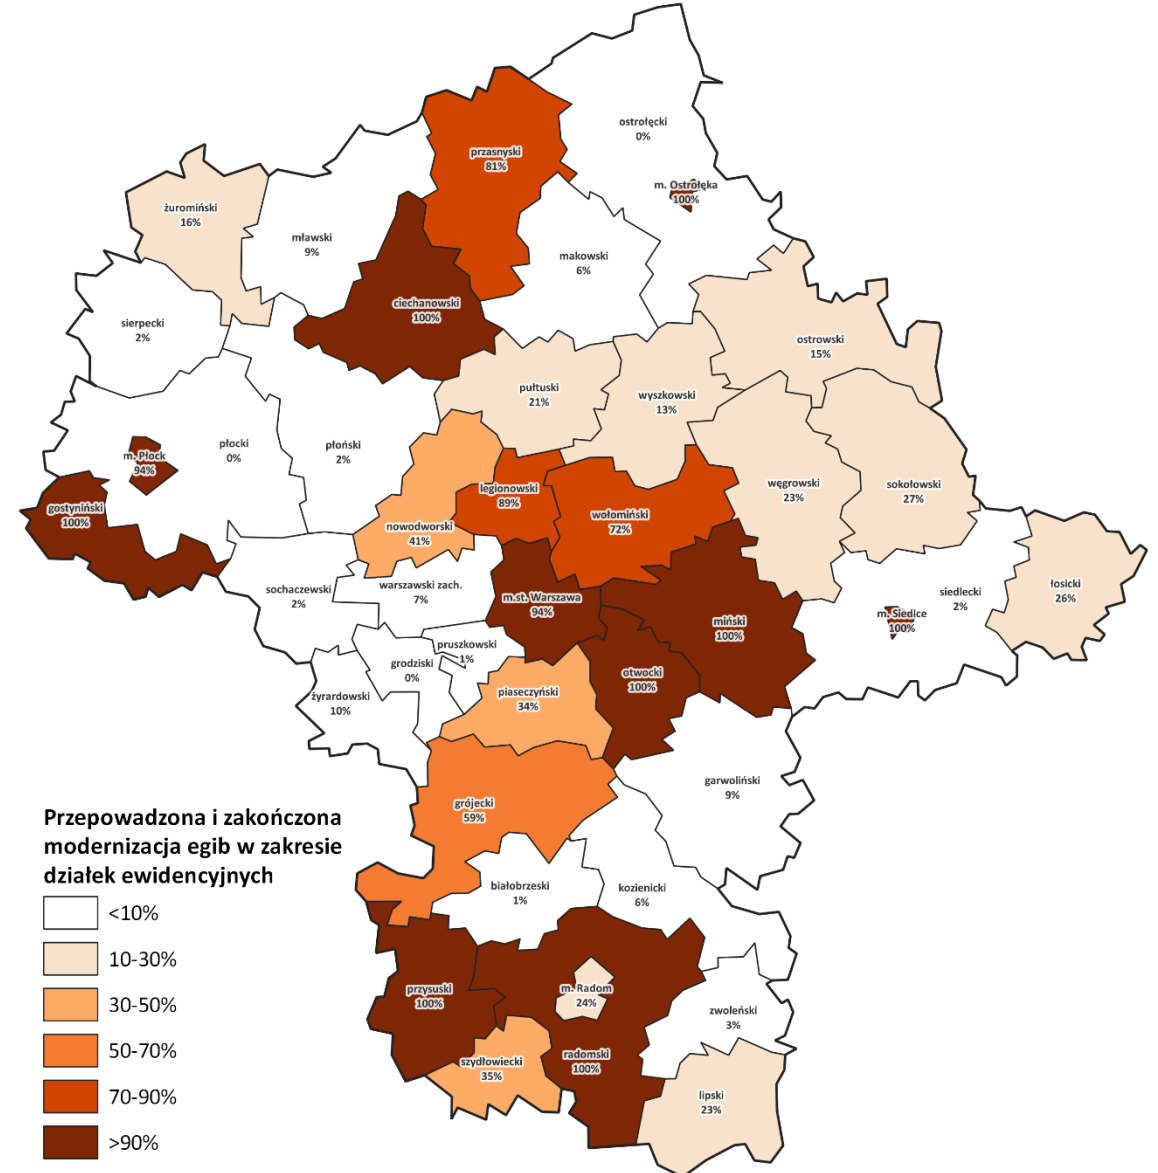 ostrołęcki
0%
przasnyski
81%
m. Ostrołęka
100%
żuromiński
16%
mławski
9%
makowski
6%
ciechanowski
100%
sierpecki
2%
ostrowski
15%
pułtuski
21%
wyszkowski
13%
płocki
0%
płoński
2%
m. Płock
94%
gostyniński
100%
legionowski
89%
węgrowski
23%
sokołowski
27%
wołomiński
72%
nowodworski
41%
sochaczewski
2%
warszawski zach.
7%
m.st. Warszawa
94%
miński
100%
siedlecki
2%
m. Siedlce
100%
łosicki
26%
pruszkowski
1%
grodziski
0%
otwocki
100%
żyrardowski
10%
piaseczyński
34%
garwoliński
9%
grójecki
59%
białobrzeski
1%
kozienicki
6%
przysuski
100%
m. Radom
24%
zwoleński
3%
radomski
100%
szydłowiecki
35%
lipski
23%
Przepowadzona i zakończona
modernizacja egib w zakresie
działek ewidencyjnych
<10%
10-30%
30-50%
50-70%
70-90%
>90%